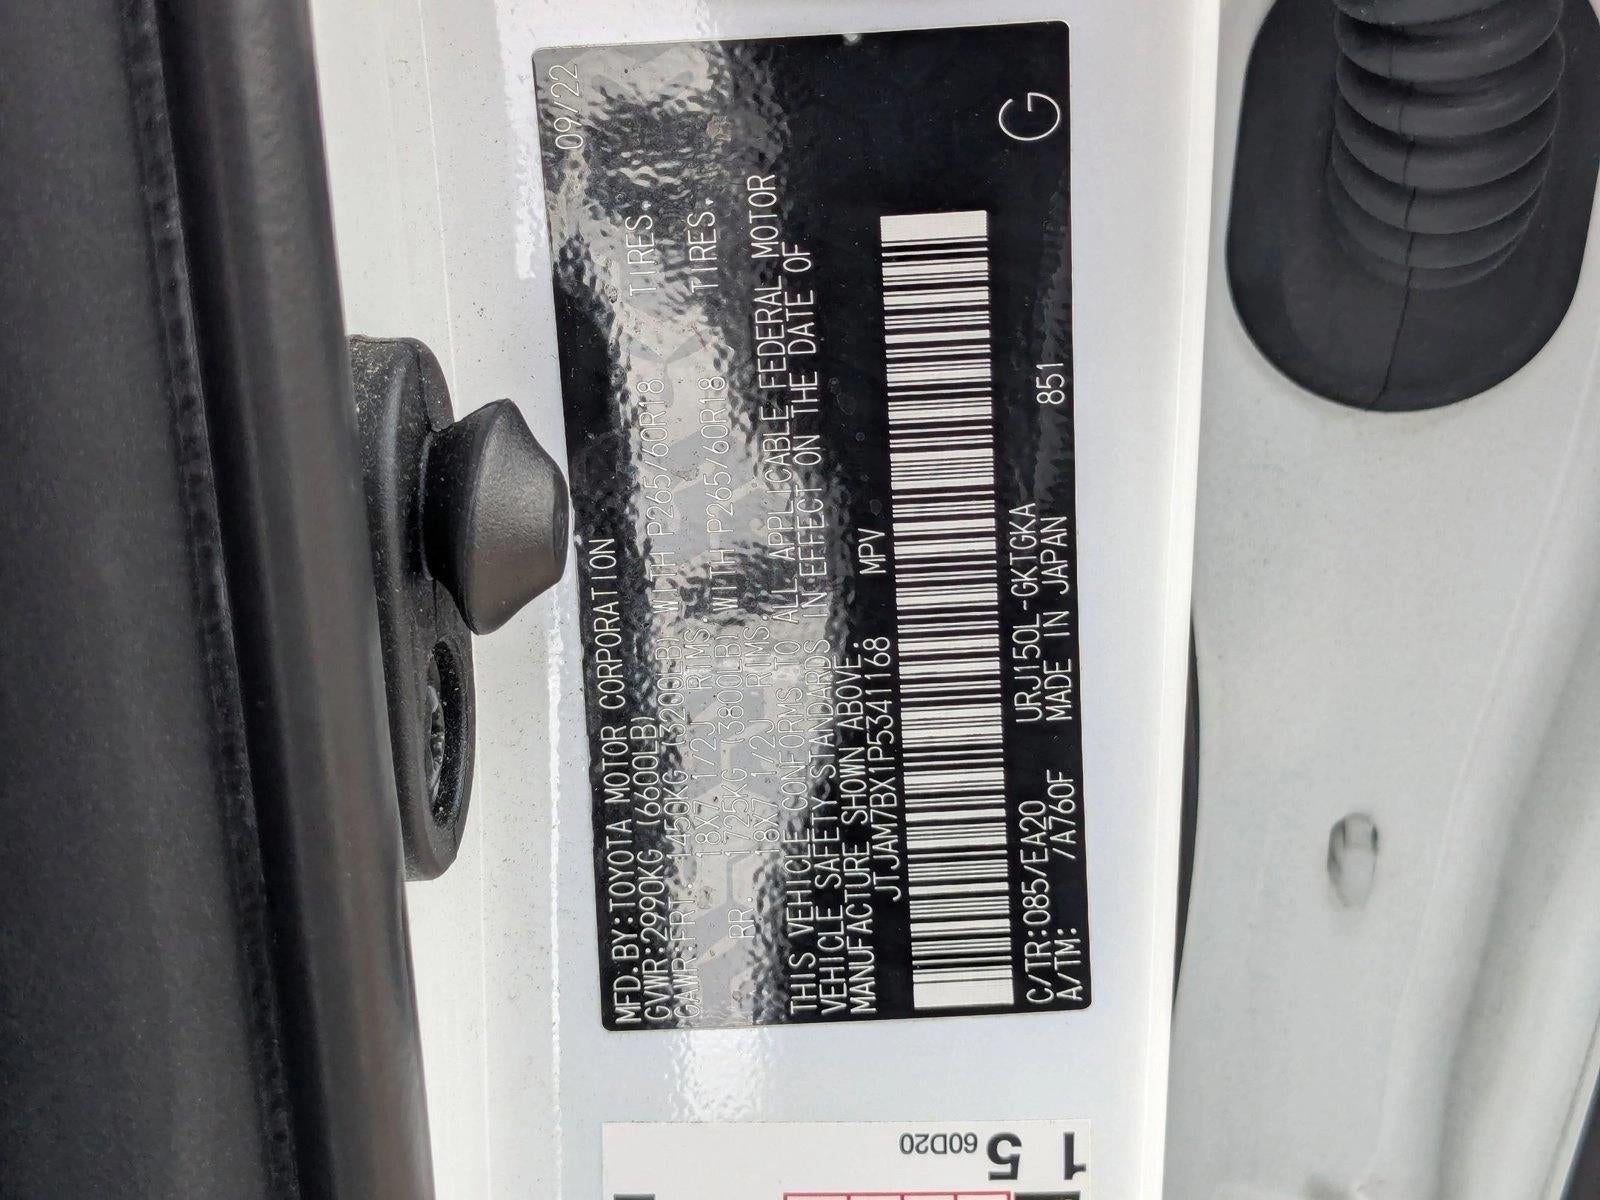 MFD.BY:TOYOTA MOTOR CORPORATION 09/22
GVWR:2990KG (6600LB)
GAWR:FRT. 1450KG (3200LB) WITH P265/60R18 TIRES.
18X7 1/2J RIMS.
RR. 1725KG (3800LB) WITH P265/60R18 TIRES.
18X7 1/2J RIMS.
THIS VEHICLE CONFORMS TO ALL APPLICABLE FEDERAL MOTOR
VEHICLE SAFETY STANDARDS IN EFFECT ON THE DATE OF
MANUFACTURE SHOWN ABOVE.
JTJAM7BX1P5341168 MPV
C/TR:085/EA20 URJ150L-GKTGKA 851 G
A/TM: /A760F MADE IN JAPAN
60D20
5
1